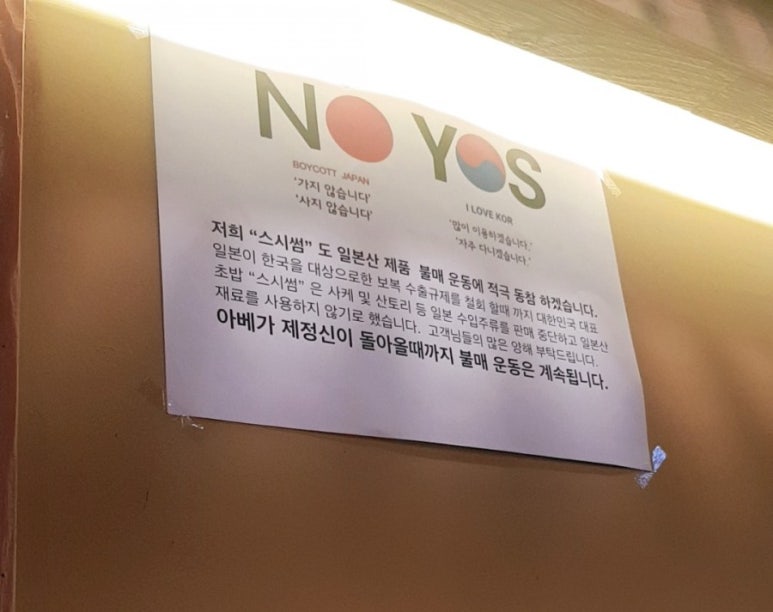 NO YOS
BOYCOTT JAPAN
'가지 않습니다'
'사지 않습니다'
I LOVE KOR
'많이 이용하겠습니다.'
'자주 다니겠습니다.'
저희 “스시썸” 도 일본산 제품 불매 운동에 적극 동참 하겠습니다.
일본이 한국을 대상으로한 보복 수출규제를 철회 할때 까지 대한민국 대표
초밥 “스시썸” 은 사케 및 산토리 등 일본 수입주류를 판매 중단하고 일본산
재료를 사용하지 않기로 했습니다. 고객님들의 많은 양해 부탁드립니다.
아베가 제정신이 돌아올때까지 불매 운동은 계속됩니다.